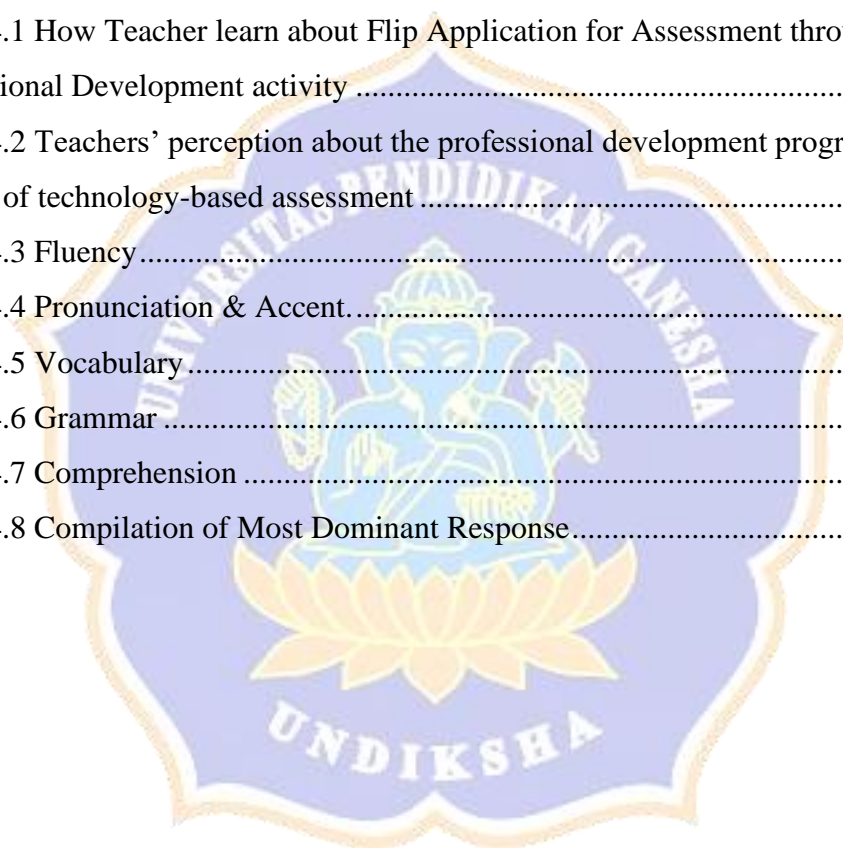 .1 How Teacher learn about Flip Application for Assessment thro
ional Development activity ..............................................................
.2 Teachers’ perception about the professional development progr
of technology-based assessment ......................................................
.3 Fluency..........................................................................................
.4 Pronunciation & Accent................................................................
.5 Vocabulary....................................................................................
.6 Grammar .......................................................................................
.7 Comprehension .............................................................................
.8 Compilation of Most Dominant Response...................................
UNIVERSITAS PENDIDIKAN GANESHA
UNDIKSHA